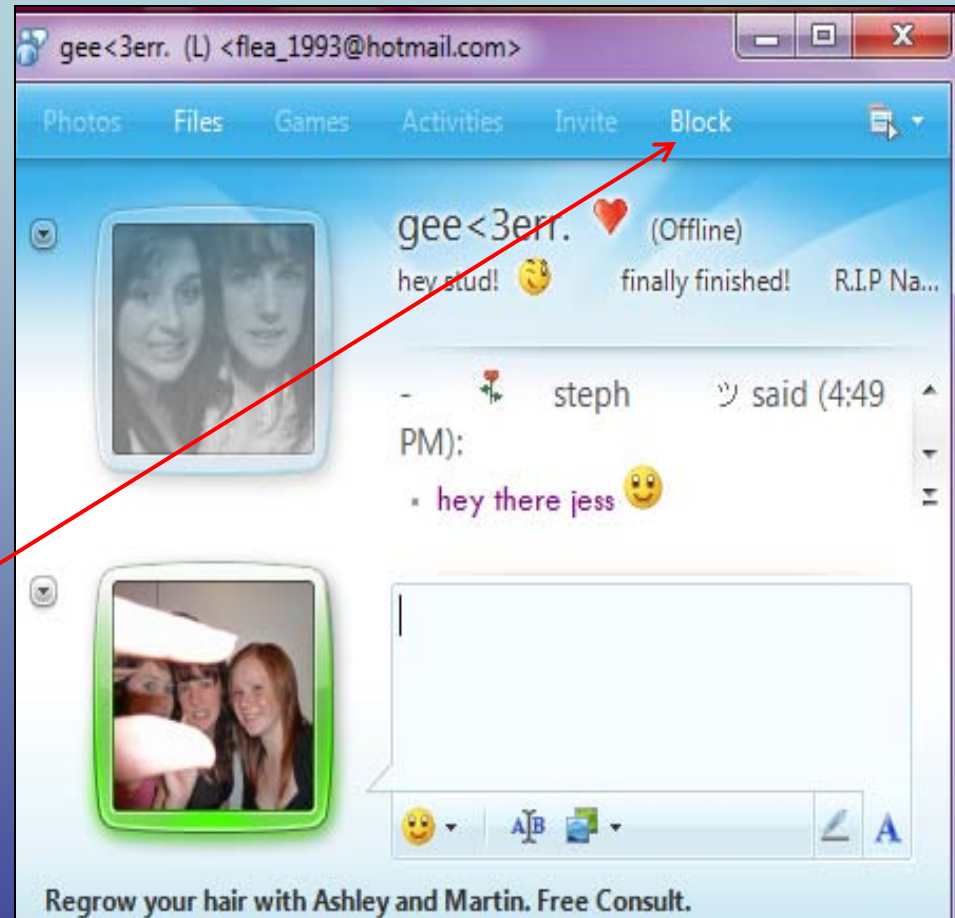 gee<3err. (L) <flea_1993@hotmail.com>
Photos Files Games Activities Invite Block
gee<3err. (Offline)
hey stud! finally finished! R.I.P Na...
- steph ツ said (4:49
PM):
hey there jess
AB A
Regrow your hair with Ashley and Martin. Free Consult.